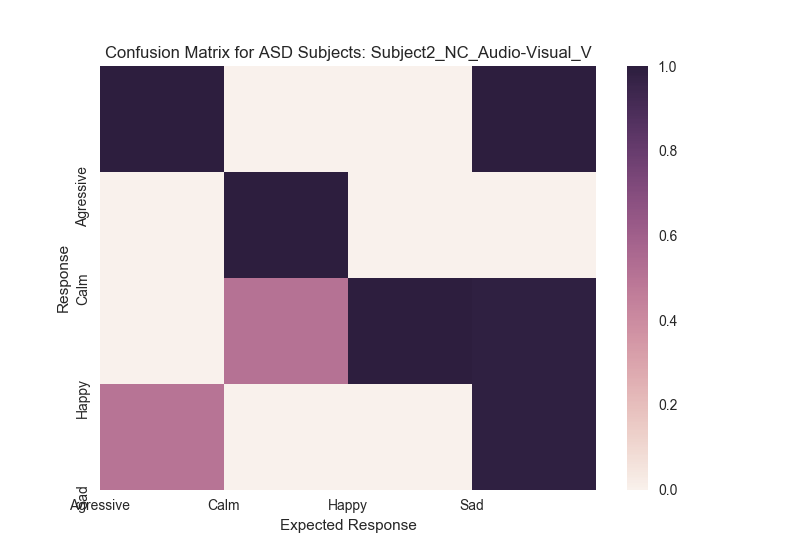 Confusion Matrix for ASD Subjects: Subject2_NC_Audio-Visual_V
1.0
0.8
0.6
0.4
0.2
0.0
Response
Agressive
Calm
Happy
Sad
Agressive Calm Happy Sad
Expected Response